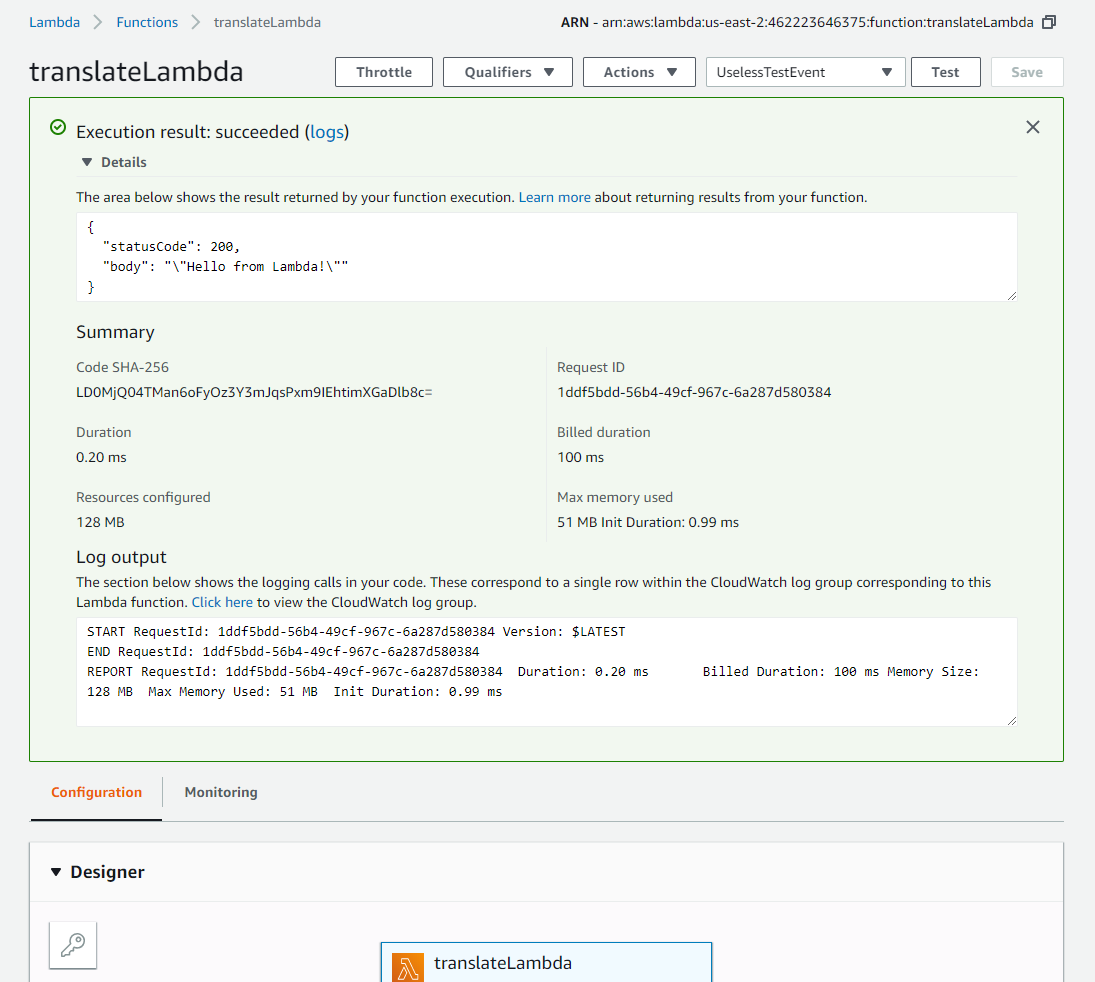 Lambda > Functions > translateLambda ARN - arn:aws:lambda:us-east-2:462223646375:function:translateLambda
translateLambda Throttle Qualifiers Actions UselessTestEvent Test Save
Execution result: succeeded (logs)
Details
The area below shows the result returned by your function execution. Learn more about returning results from your function.
{
"statusCode": 200,
"body": "\"Hello from Lambda!\""
}
Summary
Code SHA-256
LD0MjQ04TMan6oFyOz3Y3mJqsPxm9IEhtimXGaDlb8c=
Request ID
1ddf5bdd-56b4-49cf-967c-6a287d580384
Duration
0.20 ms
Billed duration
100 ms
Resources configured
128 MB
Max memory used
51 MB Init Duration: 0.99 ms
Log output
The section below shows the logging calls in your code. These correspond to a single row within the CloudWatch log group corresponding to this
Lambda function. Click here to view the CloudWatch log group.
START RequestId: 1ddf5bdd-56b4-49cf-967c-6a287d580384 Version: $LATEST
END RequestId: 1ddf5bdd-56b4-49cf-967c-6a287d580384
REPORT RequestId: 1ddf5bdd-56b4-49cf-967c-6a287d580384 Duration: 0.20 ms Billed Duration: 100 ms Memory Size:
128 MB Max Memory Used: 51 MB Init Duration: 0.99 ms
Configuration Monitoring
Designer
translateLambda